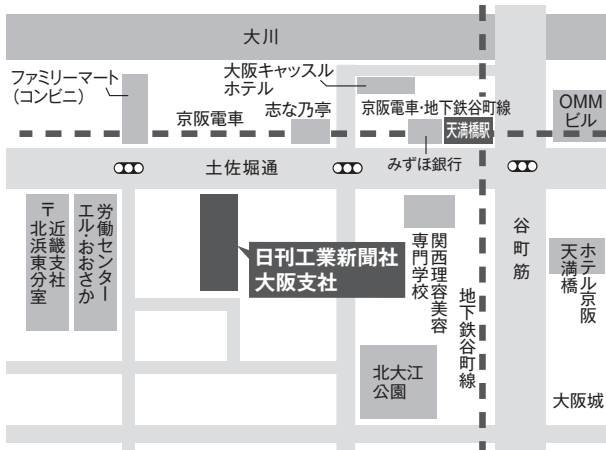 大川
ファミリーマート
（コンビニ）
大阪キャッスル
ホテル
京阪電車
志な乃亭
京阪電車・地下鉄谷町線
天満橋駅
OMM
ビル
みずほ銀行
土佐堀通
〒
近畿支社
北浜東分室
労働センター
エル・おおさか
日刊工業新聞社
大阪支社
関西理容美容
専門学校
地下鉄谷町線
谷町筋
ホテル京阪
天満橋
北大江
公園
大阪城